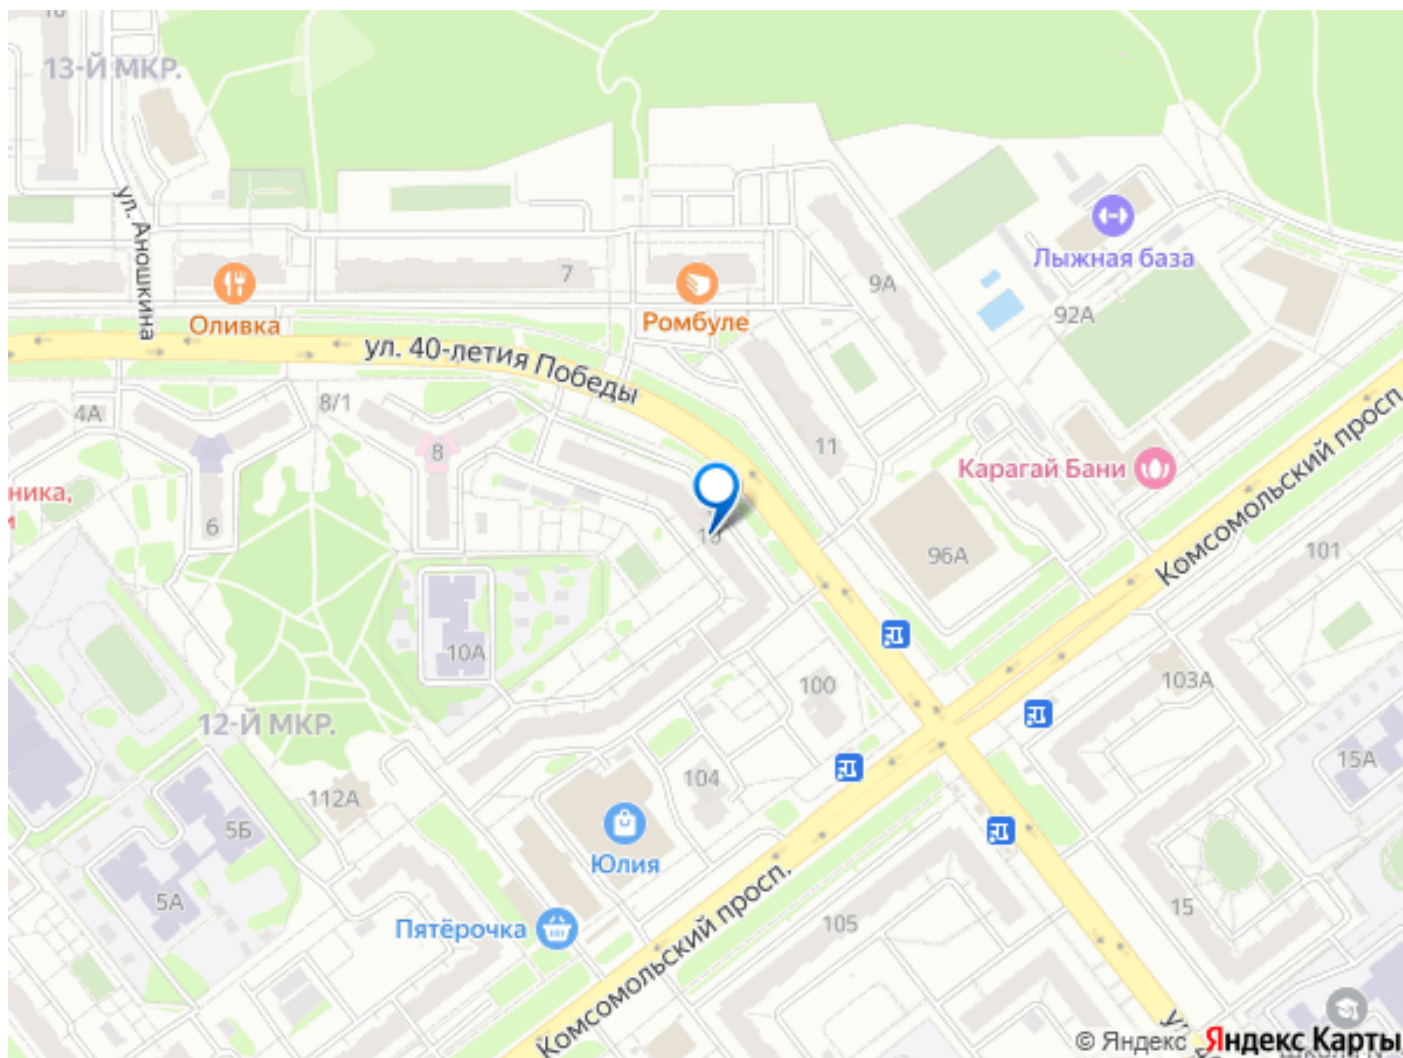 13-Й МКР.
ул. Аношкина
Оливка
7
Ромбуле
9А
Лыжная база
92А
ул. 40-летия Победы
4А
8/1
8
6
11
Карагай Бани
96А
Комсомольский просп.
101
ника,
и
10А
100
103А
12-Й МКР.
112А
104
15А
5Б
Юлия
5А
Пятёрочка
105
15
Комсомольский просп.
© Яндекс Яндекс Карты